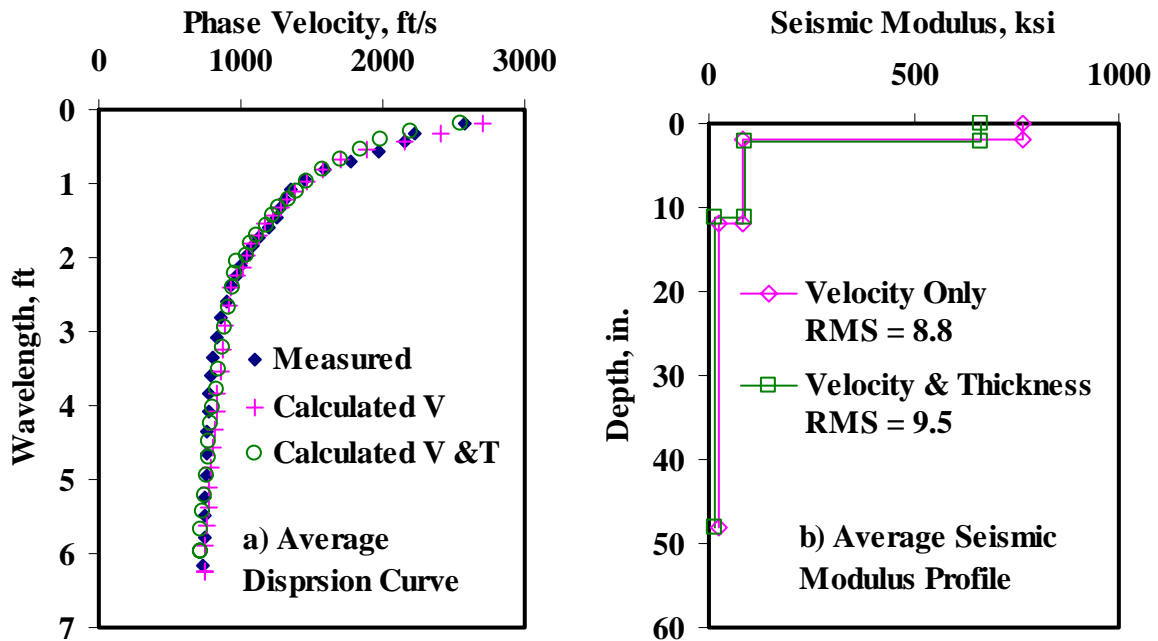 Phase Velocity, ft/s
0 1000 2000 3000
0
1
2
3
4
5
6
7
Wavelength, ft
Measured
Calculated V
Calculated V &T
a) Average
Disprsion Curve
Seismic Modulus, ksi
0 500 1000
0
10
20
30
40
50
60
Depth, in.
Velocity Only
RMS = 8.8
Velocity & Thickness
RMS = 9.5
b) Average Seismic
Modulus Profile